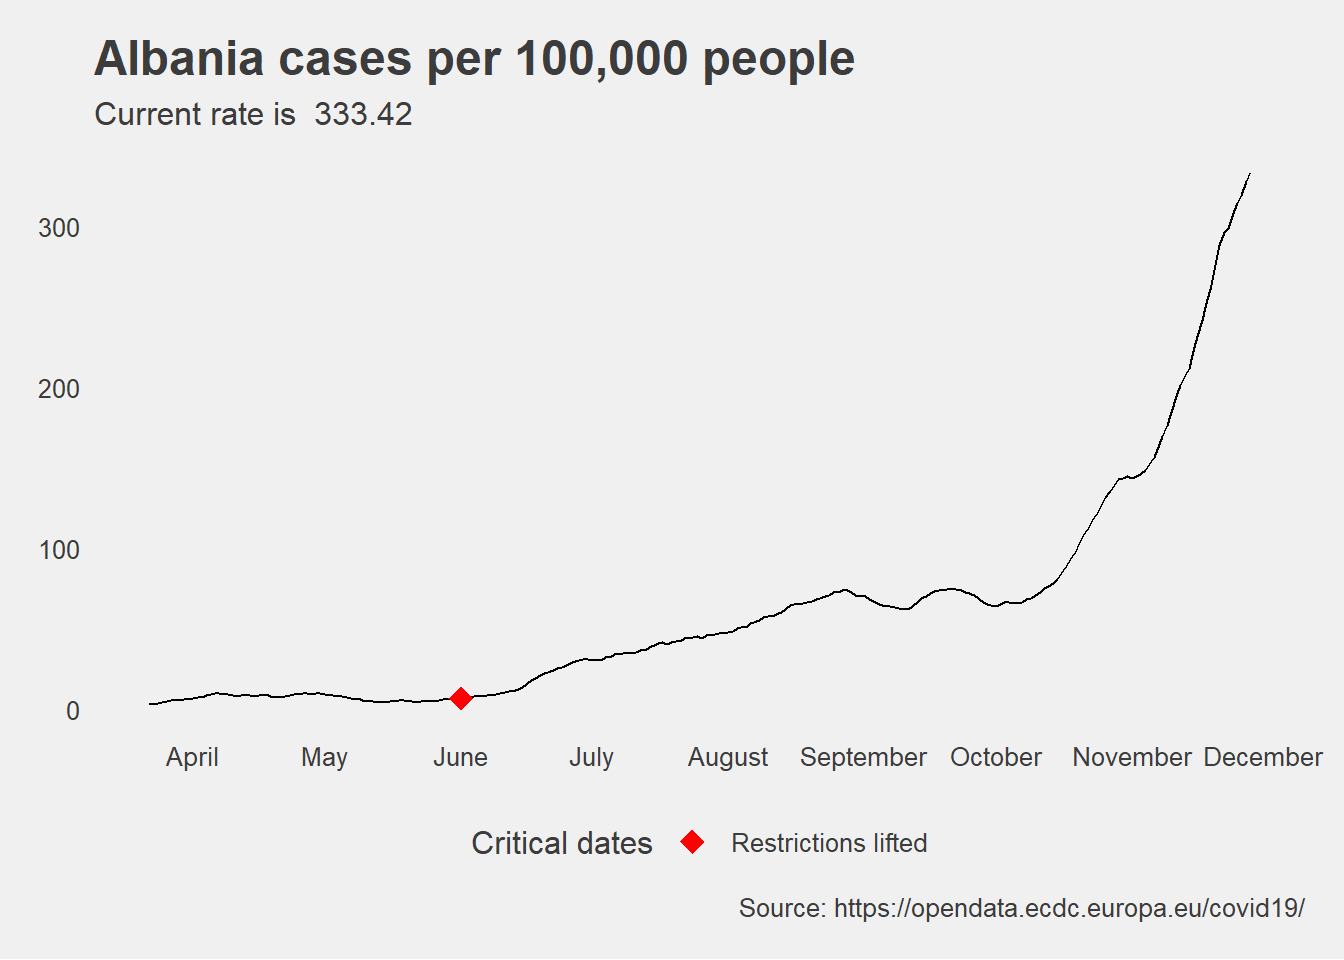 Albania cases per 100,000 people
Current rate is  333.42
300
200
100
0
April May June July August September October November December
Critical dates Restrictions lifted
Source: https://opendata.ecdc.europa.eu/covid19/